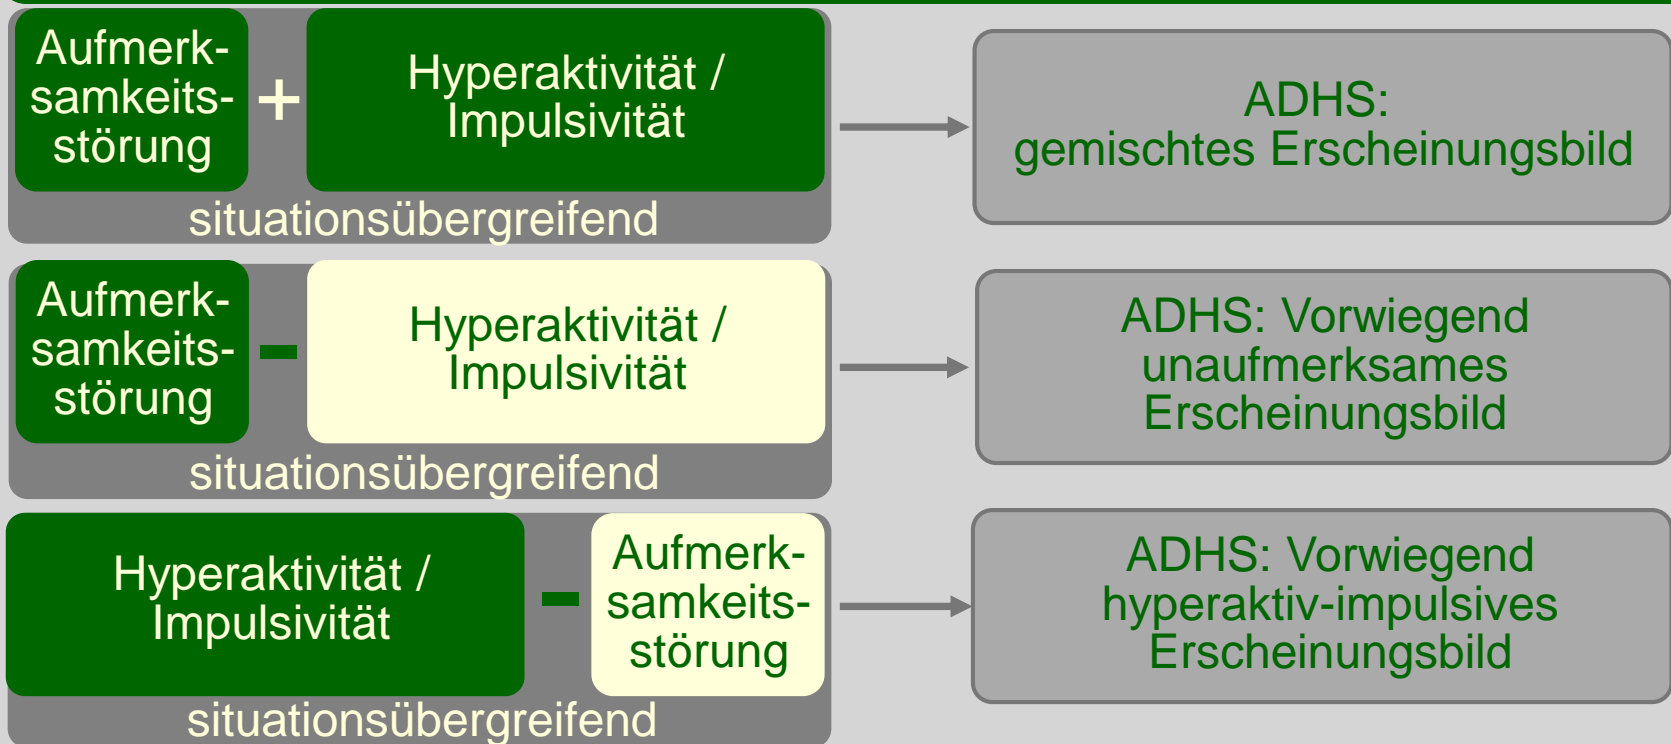 Aufmerk-
samkeits-
störung
+
Hyperaktivität /
Impulsivität
situationsübergreifend
ADHS:
gemischtes Erscheinungsbild
Aufmerk-
samkeits-
störung
-
Hyperaktivität /
Impulsivität
situationsübergreifend
ADHS: Vorwiegend
unaufmerksames
Erscheinungsbild
Hyperaktivität /
Impulsivität
-
Aufmerk-
samkeits-
störung
situationsübergreifend
ADHS: Vorwiegend
hyperaktiv-impulsives
Erscheinungsbild